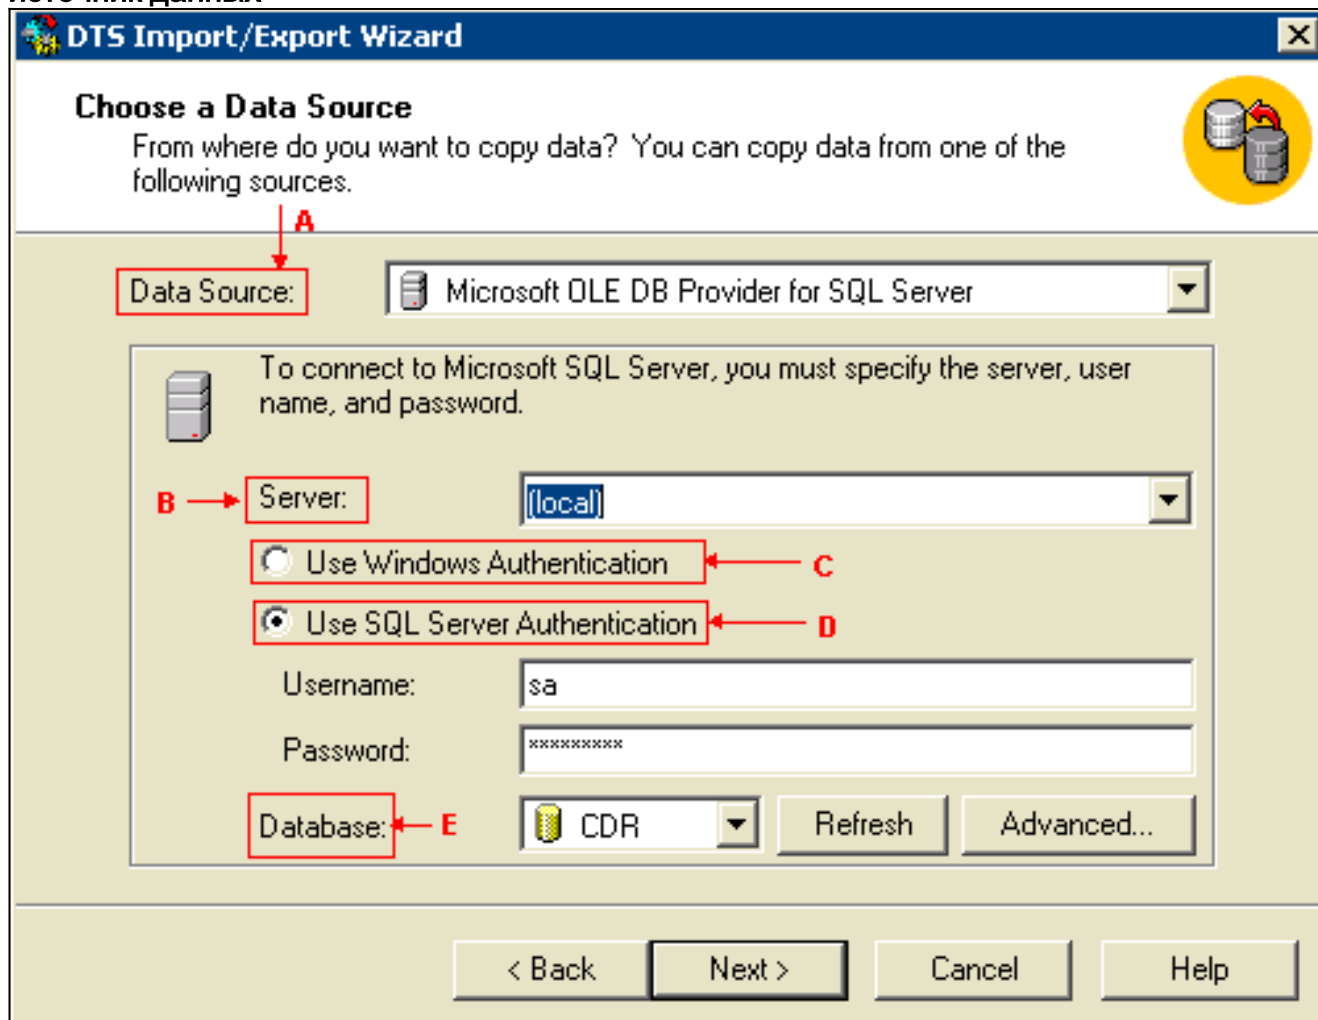 источник данных
DTS Import/Export Wizard
Choose a Data Source
From where do you want to copy data? You can copy data from one of the
following sources.
A
Data Source: Microsoft OLE DB Provider for SQL Server
To connect to Microsoft SQL Server, you must specify the server, user
name, and password.
B Server: (local)
Use Windows Authentication C
Use SQL Server Authentication D
Username: sa
Password: *********
Database: E CDR Refresh Advanced...
< Back Next > Cancel Help